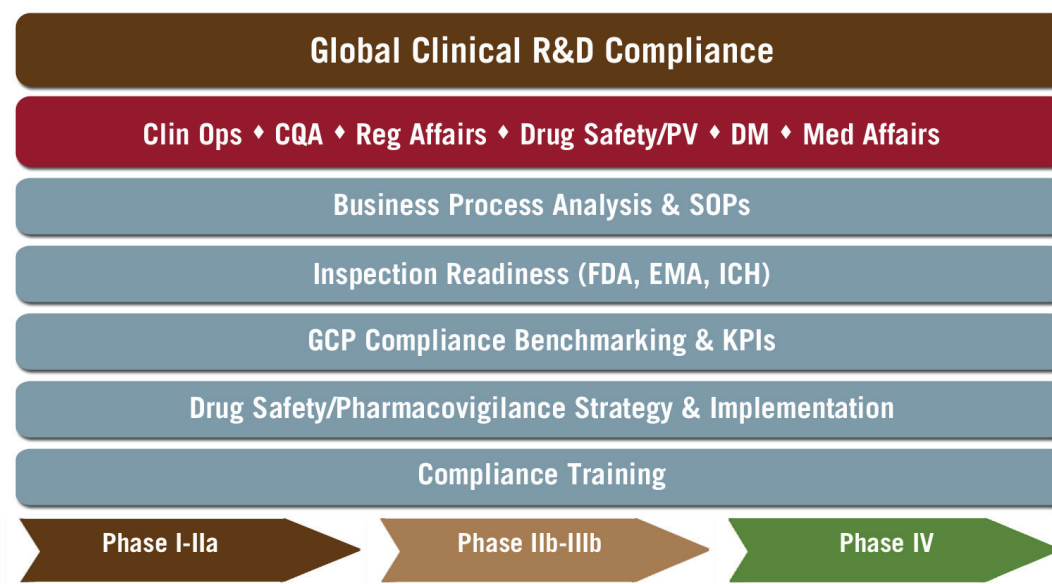 Global Clinical R&D Compliance
Clin Ops ♦ CQA ♦ Reg Affairs ♦ Drug Safety/PV ♦ DM ♦ Med Affairs
Business Process Analysis & SOPs
Inspection Readiness (FDA, EMA, ICH)
GCP Compliance Benchmarking & KPIs
Drug Safety/Pharmacovigilance Strategy & Implementation
Compliance Training
Phase I-IIa Phase IIb-IIIb Phase IV